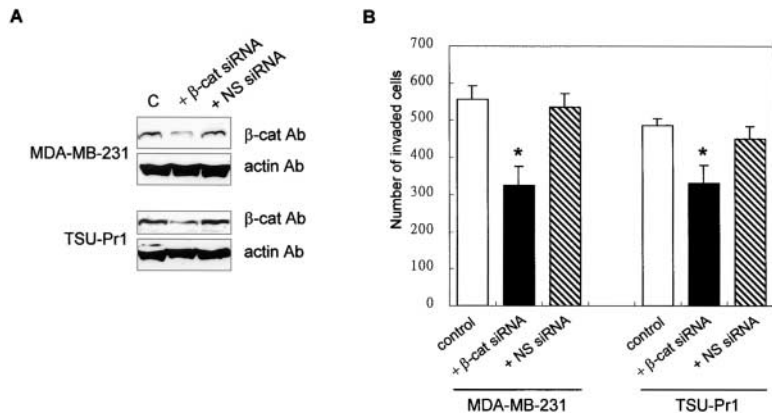 A
C
+ β-cat siRNA
+ NS siRNA
MDA-MB-231
β-cat Ab
actin Ab
TSU-Pr1
β-cat Ab
actin Ab
B
Number of invaded cells
700
600
500
400
300
200
100
0
*
*
control
+ β-cat siRNA
+ NS siRNA
control
+ β-cat siRNA
+ NS siRNA
MDA-MB-231
TSU-Pr1